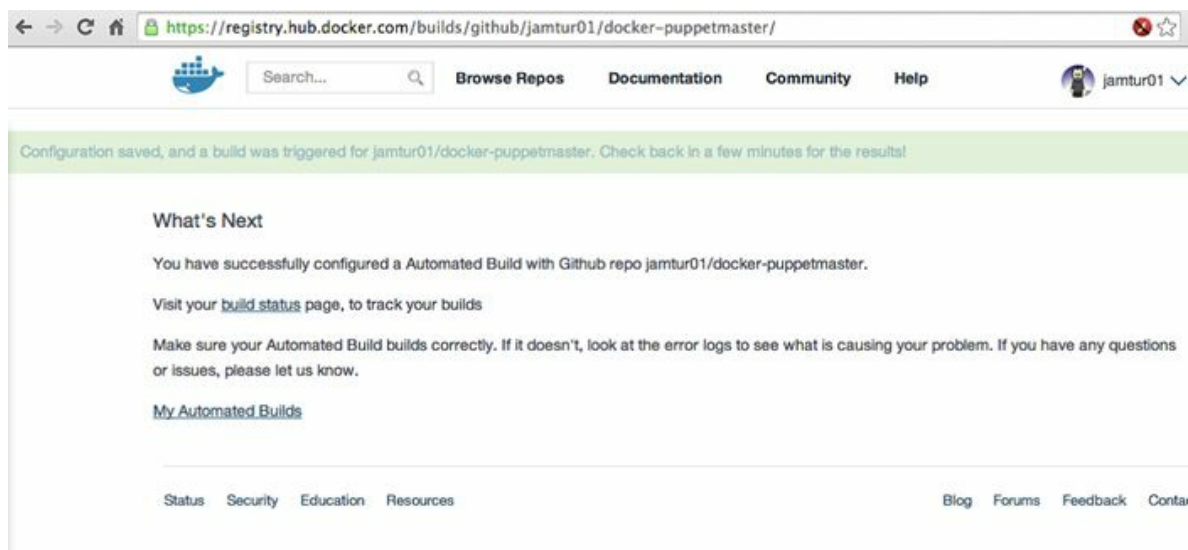 https://registry.hub.docker.com/builds/github/jamtur01/docker-puppetmaster/
Search... Browse Repos Documentation Community Help jamtur01
Configuration saved, and a build was triggered for jamtur01/docker-puppetmaster. Check back in a few minutes for the results!
What's Next
You have successfully configured a Automated Build with Github repo jamtur01/docker-puppetmaster.
Visit your build status page, to track your builds
Make sure your Automated Build builds correctly. If it doesn't, look at the error logs to see what is causing your problem. If you have any questions
or issues, please let us know.
My Automated Builds
Status Security Education Resources Blog Forums Feedback Conta